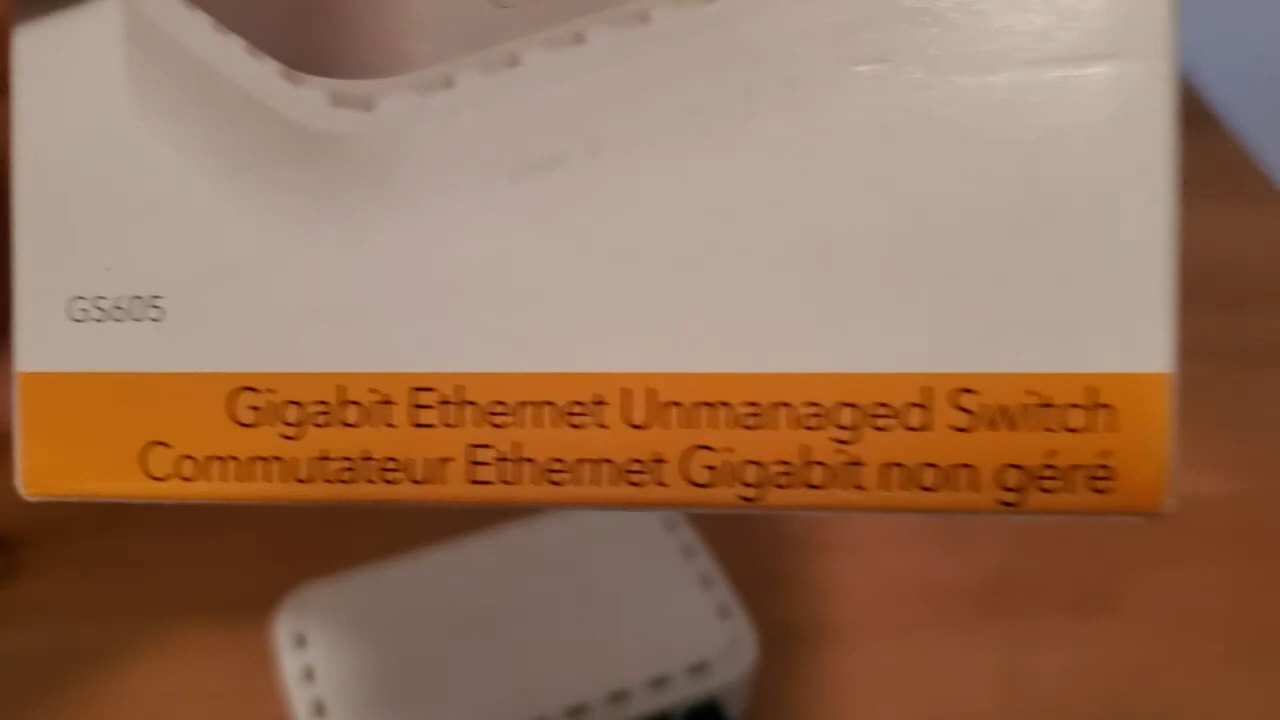 GS605
Gigabit Ethernet Unmanaged Switch
Commutateur Ethernet Gigabit non géré